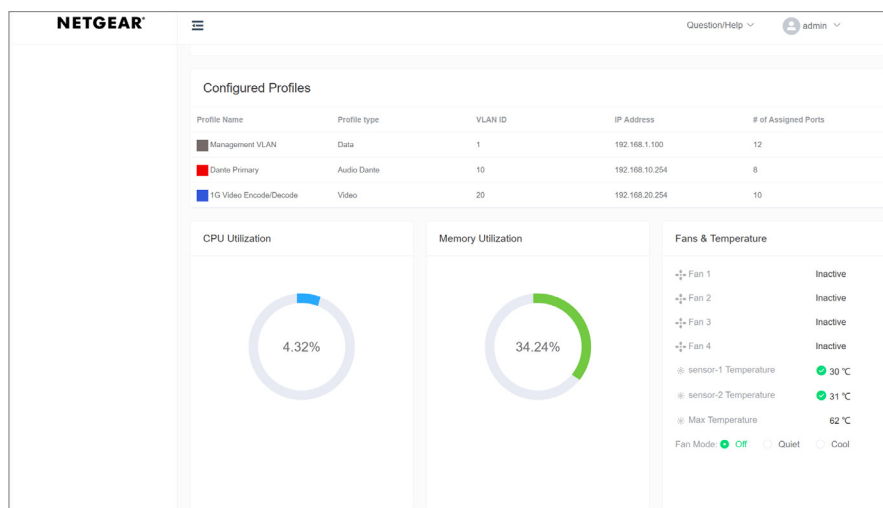 NETGEAR®
Question/Help
admin
Configured Profiles
Profile Name Profile type VLAN ID IP Address # of Assigned Ports
Management VLAN Data 1 192.168.1.100 12
Dante Primary Audio Dante 10 192.168.10.254 8
1G Video Encode/Decode Video 20 192.168.20.254 10
CPU Utilization
4.32%
Memory Utilization
34.24%
Fans & Temperature
Fan 1 Inactive
Fan 2 Inactive
Fan 3 Inactive
Fan 4 Inactive
sensor-1 Temperature 30 ℃
sensor-2 Temperature 31 ℃
Max Temperature 62 ℃
Fan Mode: Off Quiet Cool